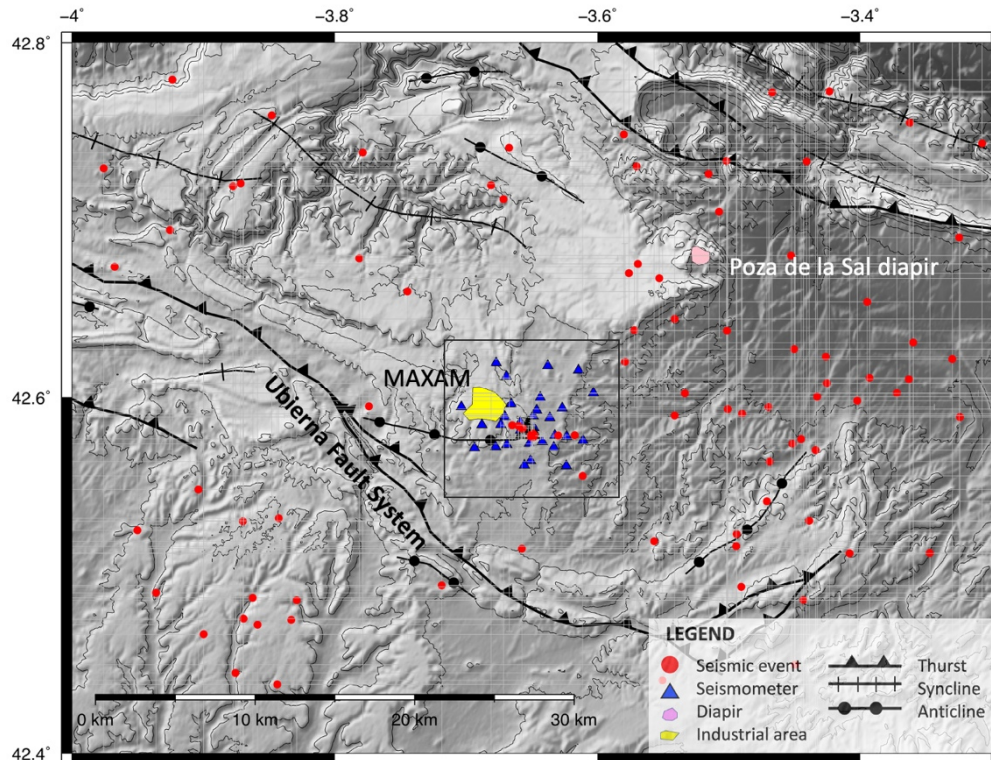 -4° -3.8° -3.6° -3.4°
42.8°
42.6°
42.4°
Poza de la Sal diapir
MAXAM
Ubierna Fault System
LEGEND
Seismic event
Seismometer
Diapir
Industrial area
Thurst
Syncline
Anticline
0 km 10 km 20 km 30 km